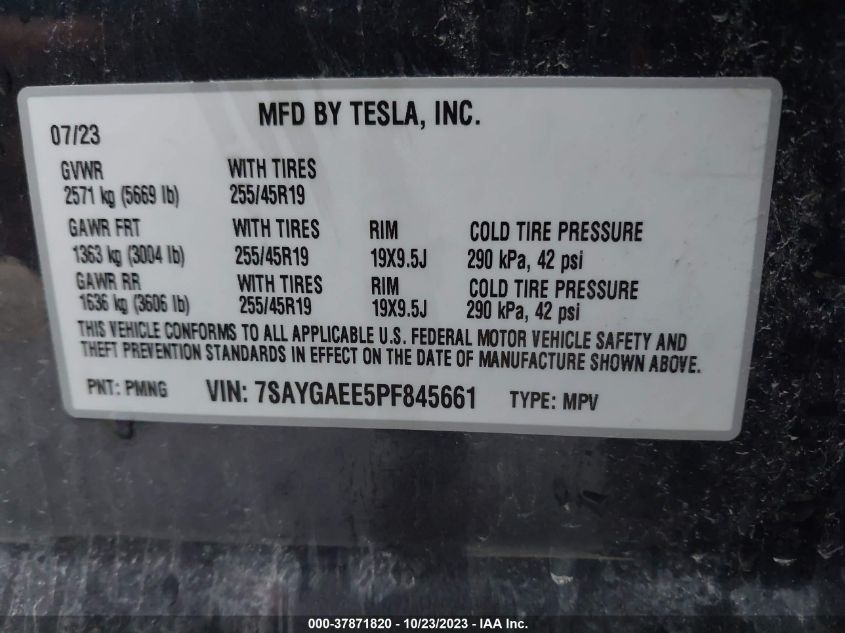 MFD BY TESLA, INC.
07/23
GVWR WITH TIRES
2571 kg (5669 lb) 255/45R19
GAWR FRT WITH TIRES RIM COLD TIRE PRESSURE
1363 kg (3004 lb) 255/45R19 19X9.5J 290 kPa, 42 psi
GAWR RR WITH TIRES RIM COLD TIRE PRESSURE
1636 kg (3606 lb) 255/45R19 19X9.5J 290 kPa, 42 psi
THIS VEHICLE CONFORMS TO ALL APPLICABLE U.S. FEDERAL MOTOR VEHICLE SAFETY AND
THEFT PREVENTION STANDARDS IN EFFECT ON THE DATE OF MANUFACTURE SHOWN ABOVE.
PNT: PMNG VIN: 7SAYGAEE5PF845661 TYPE: MPV
000-37871820 - 10/23/2023 - IAA Inc.